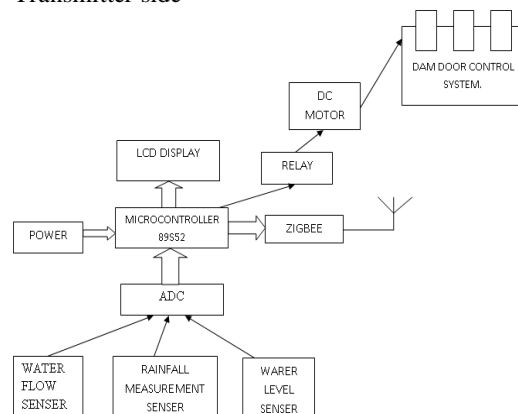 Transmitter side
DAM DOOR CONTROL
SYSTEM.
DC
MOTOR
LCD DISPLAY
RELAY
MICROCONTROLLER
89S52
POWER
ZIGBEE
ADC
WATER
FLOW
SENSER
RAINFALL
MEASUREMENT
SENSER
WARER
LEVEL
SENSER